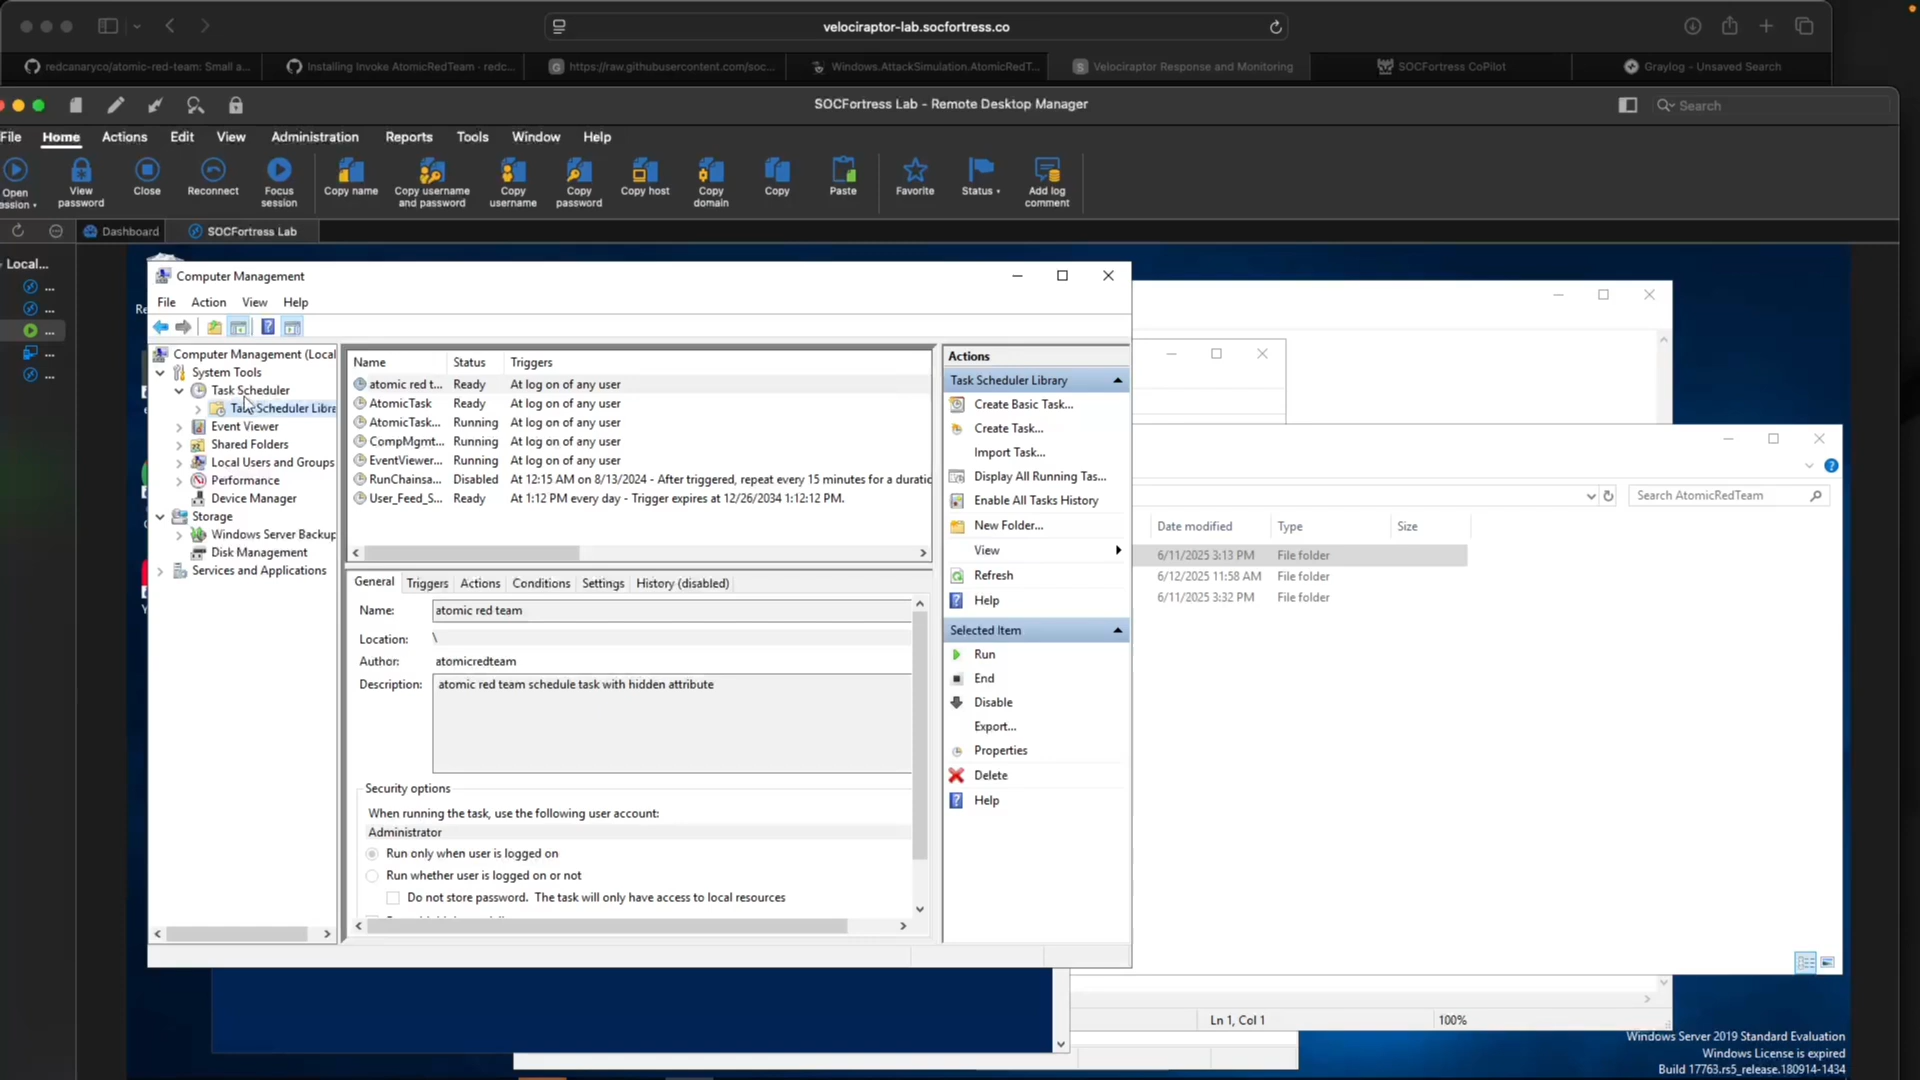 velociraptor-lab.socfortress.co
redcanaryco/atomic-red-team: Small a...
Installing Invoke AtomicRedTeam - redc...
https://raw.githubusercontent.com/soc...
Windows.AttackSimulation.AtomicRedT...
Velociraptor Response and Monitoring
SOCFortress CoPilot
Graylog - Unsaved Search
SOCFortress Lab - Remote Desktop Manager
Search
File Home Actions Edit View Administration Reports Tools Window Help
Open
View password
Close
Reconnect
Focus session
Copy name
Copy username and password
Copy username
Copy password
Copy host
Copy domain
Copy
Paste
Favorite
Status
Add log comment
Dashboard
SOCFortress Lab
Local...
...
...
...
...
...
Computer Management
File Action View Help
Computer Management (Local
System Tools
Task Scheduler
Task Scheduler Libra
Event Viewer
Shared Folders
Local Users and Groups
Performance
Device Manager
Storage
Windows Server Backup
Disk Management
Services and Applications
Name Status Triggers
atomic red t... Ready At log on of any user
AtomicTask Ready At log on of any user
AtomicTask... Running At log on of any user
CompMgmt... Running At log on of any user
EventViewer... Running At log on of any user
RunChainsa... Disabled At 12:15 AM on 8/13/2024 - After triggered, repeat every 15 minutes for a duratio
User_Feed_S... Ready At 1:12 PM every day - Trigger expires at 12/26/2034 1:12:12 PM.
General Triggers Actions Conditions Settings History (disabled)
Name: atomic red team
Location: \
Author: atomicredteam
Description: atomic red team schedule task with hidden attribute
Security options
When running the task, use the following user account:
Administrator
Run only when user is logged on
Run whether user is logged on or not
Do not store password. The task will only have access to local resources
Actions
Task Scheduler Library
Create Basic Task...
Create Task...
Import Task...
Display All Running Tas...
Enable All Tasks History
New Folder...
View
Refresh
Help
Selected Item
Run
End
Disable
Export...
Properties
Delete
Help
Search AtomicRedTeam
Date modified Type Size
6/11/2025 3:13 PM File folder
6/12/2025 11:58 AM File folder
6/11/2025 3:32 PM File folder
Ln 1, Col 1 100%
Windows Server 2019 Standard Evaluation
Windows License is expired
Build 17763.rs5_release.180914-1434